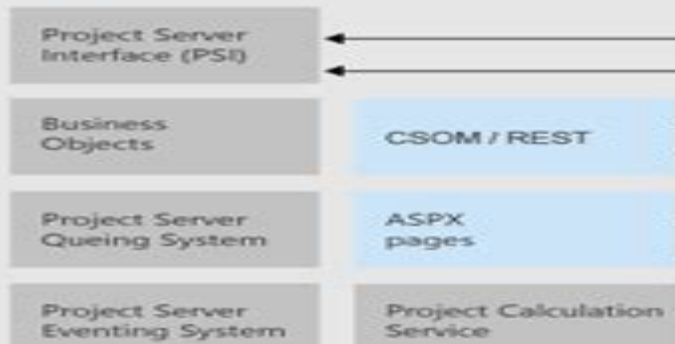 Project Server
Interface (PSI)
Business
Objects
CSOM / REST
Project Server
Queing System
ASPX
pages
Project Server
Eventing System
Project Calculation
Service